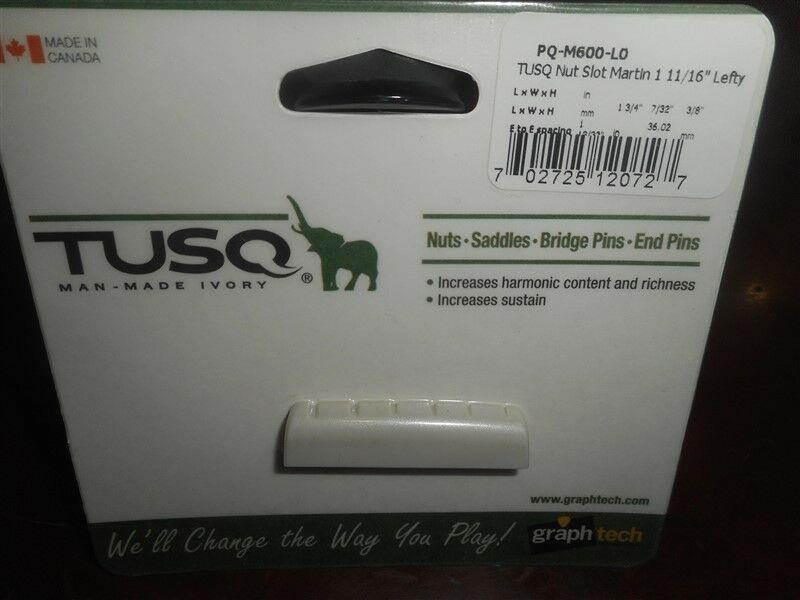 MADE IN
CANADA
PQ-M600-L0
TUSQ Nut Slot Martin 1 11/16" Lefty
L x W x H in
L x W x H mm 1 3/4" 7/32" 3/8"
E to E spacing 1 in 36.02 mm
7 02725 12072 7
TUSQ®
MAN-MADE IVORY
Nuts • Saddles • Bridge Pins • End Pins
• Increases harmonic content and richness
• Increases sustain
www.graphtech.com
We'll Change the Way You Play!
graph tech